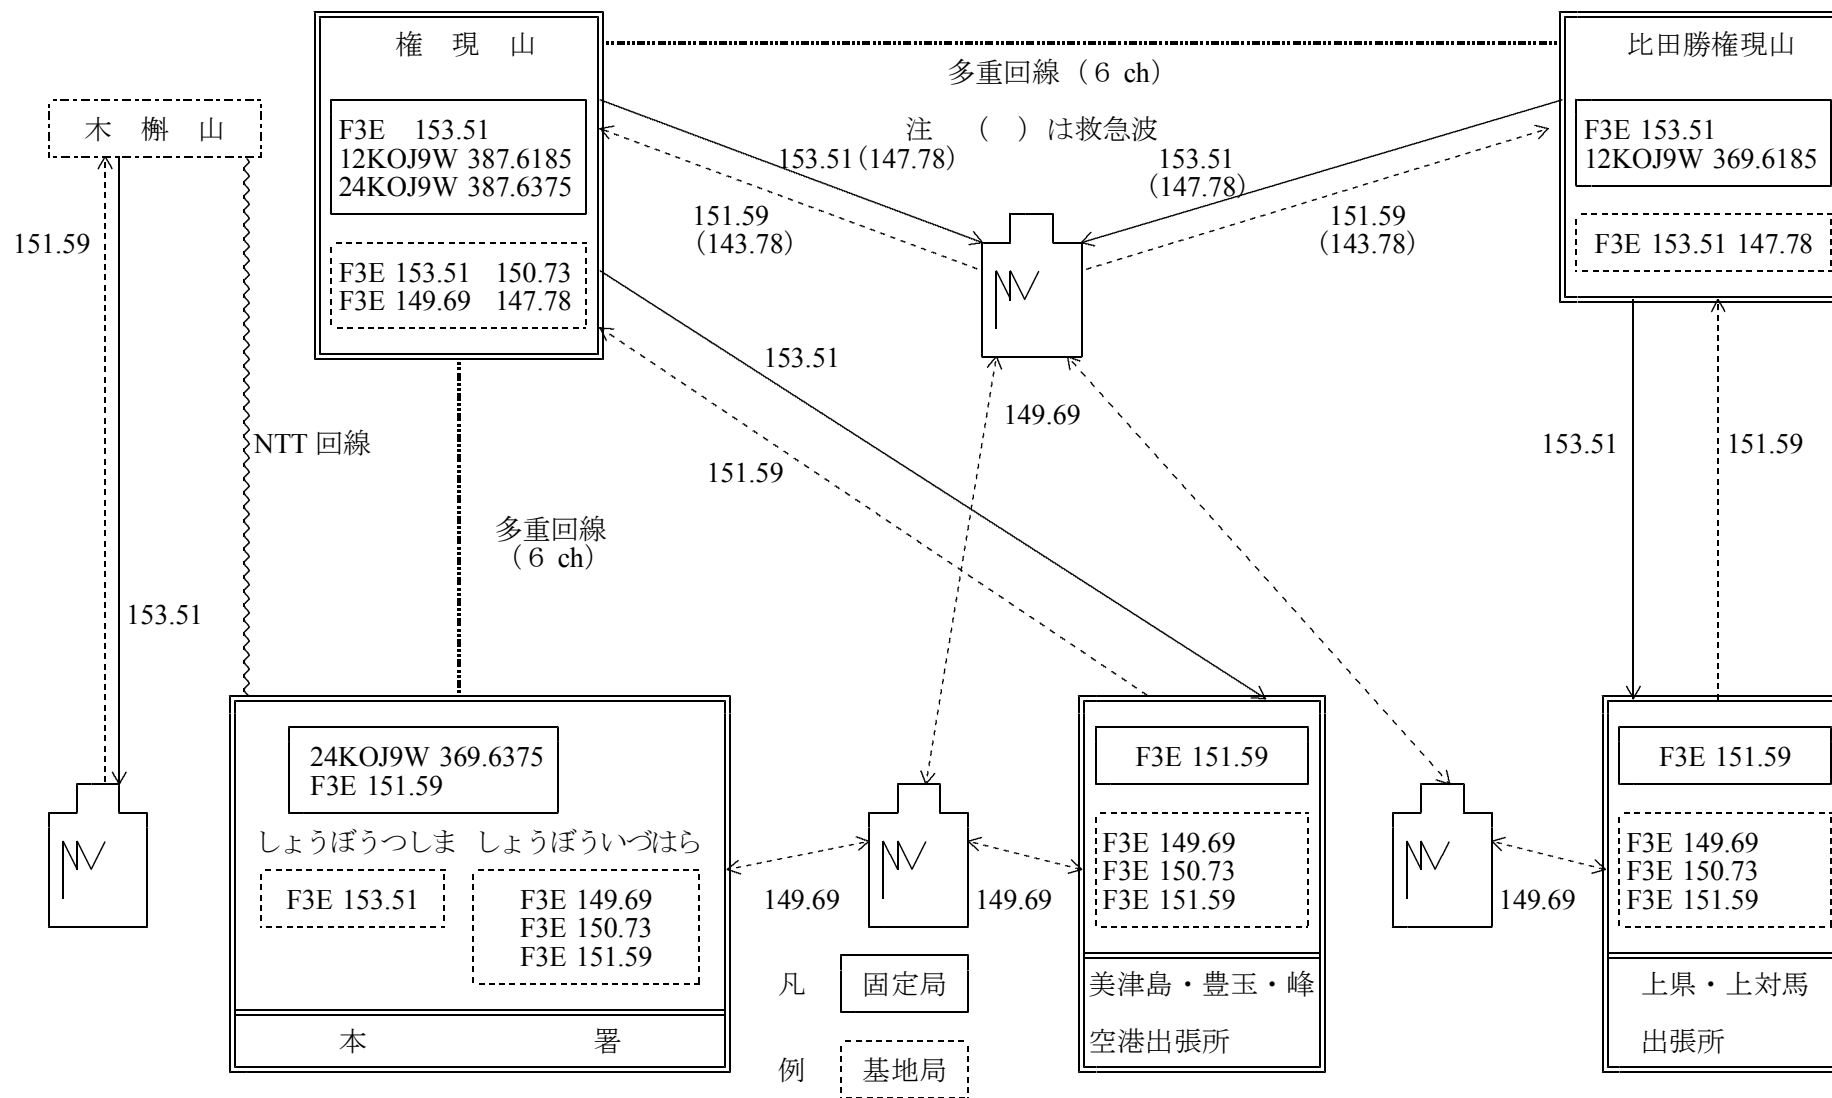 権　現　山
比田勝権現山
多重回線（６ ch）
木　槲　山
注　（　）は救急波
F3E　153.51
12KOJ9W 387.6185
24KOJ9W 387.6375
153.51（147.78）
153.51
（147.78）
F3E 153.51
12KOJ9W 369.6185
151.59
151.59
（143.78）
151.59
（143.78）
F3E 153.51　150.73
F3E 149.69　147.78
F3E 153.51 147.78
153.51
149.69
NTT 回線
151.59
153.51
151.59
多重回線
（６ ch）
153.51
24KOJ9W 369.6375
F3E 151.59
F3E 151.59
F3E 151.59
しょうぼうつしま
しょうぼういづはら
F3E 153.51
F3E 149.69
F3E 150.73
F3E 151.59
149.69
149.69
F3E 149.69
F3E 150.73
F3E 151.59
149.69
F3E 149.69
F3E 150.73
F3E 151.59
凡
固定局
例
基地局
本　署
美津島・豊玉・峰
空港出張所
上県・上対馬
出張所